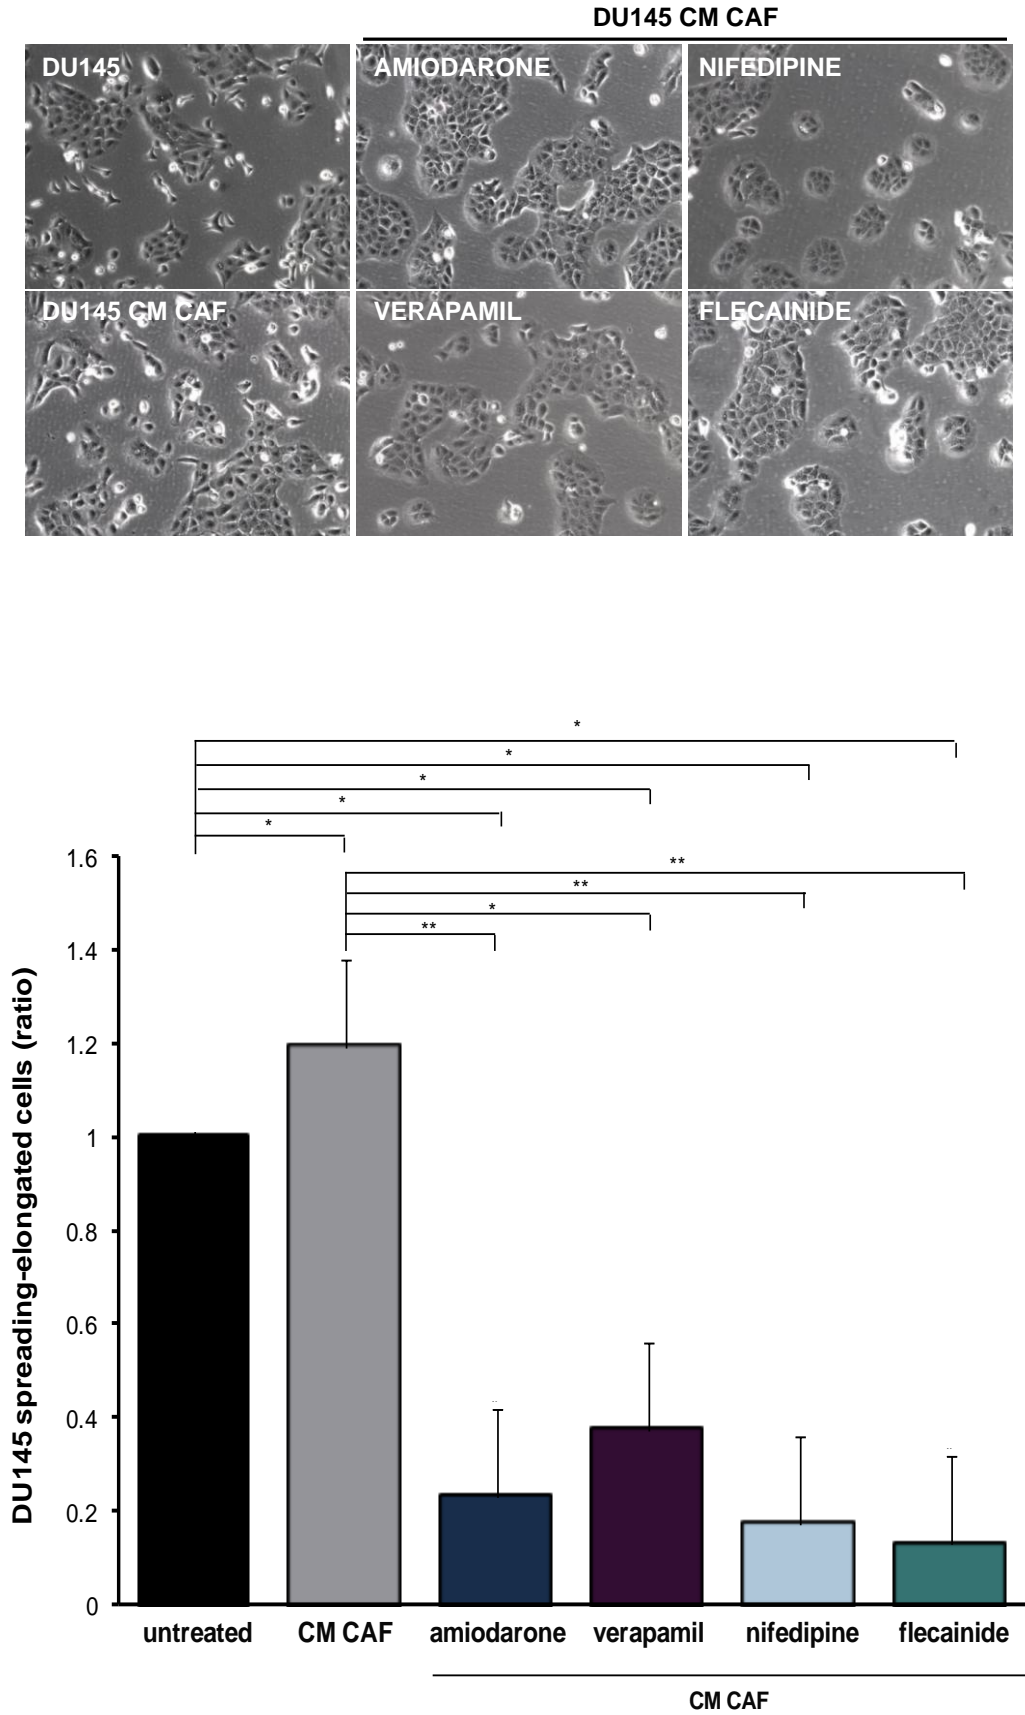 DU145 CM CAF
DU145
AMIODARONE
NIFEDIPINE
DU145 CM CAF
VERAPAMIL
FLECAINIDE
*
*
*
*
*
**
**
*
**
DU145 spreading-elongated cells (ratio)
1.6
1.4
1.2
1
0.8
0.6
0.4
0.2
0
untreated
CM CAF
amiodarone
verapamil
nifedipine
flecainide
CM CAF